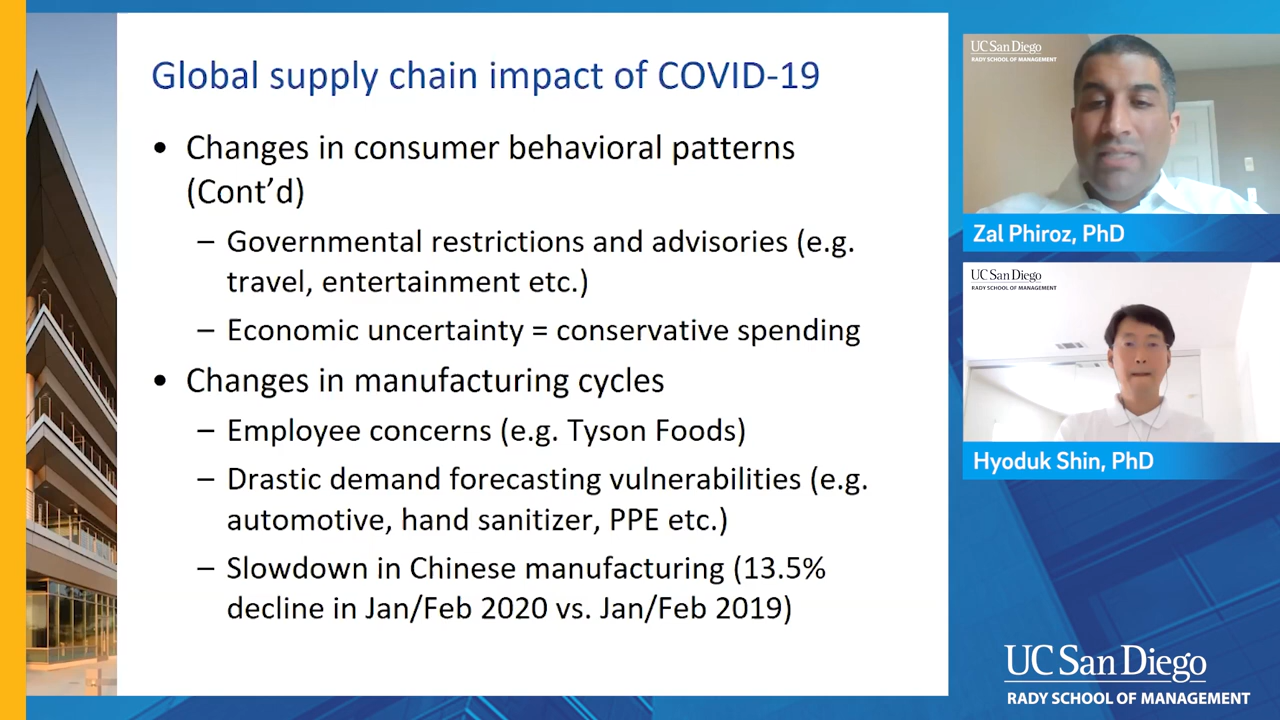 Global supply chain impact of COVID-19
• Changes in consumer behavioral patterns
(Cont’d)
– Governmental restrictions and advisories (e.g.
travel, entertainment etc.)
– Economic uncertainty = conservative spending
• Changes in manufacturing cycles
– Employee concerns (e.g. Tyson Foods)
– Drastic demand forecasting vulnerabilities (e.g.
automotive, hand sanitizer, PPE etc.)
– Slowdown in Chinese manufacturing (13.5%
decline in Jan/Feb 2020 vs. Jan/Feb 2019)
UC San Diego
RADY SCHOOL OF MANAGEMENT
Zal Phiroz, PhD
UC San Diego
RADY SCHOOL OF MANAGEMENT
Hyoduk Shin, PhD
UC San Diego
RADY SCHOOL OF MANAGEMENT